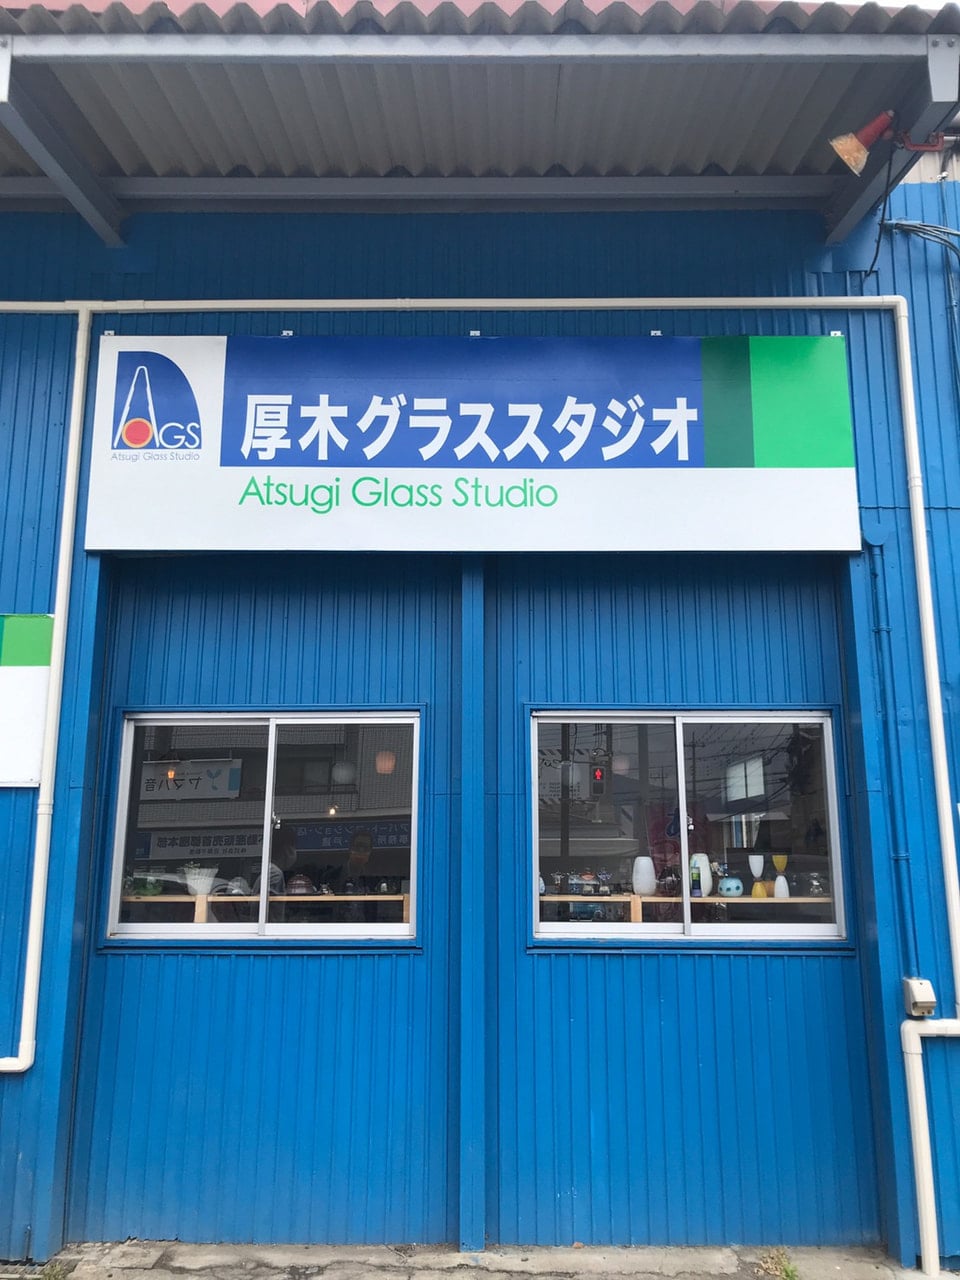 AGS
Atsugi Glass Studio
厚木グラススタジオ
Atsugi Glass Studio